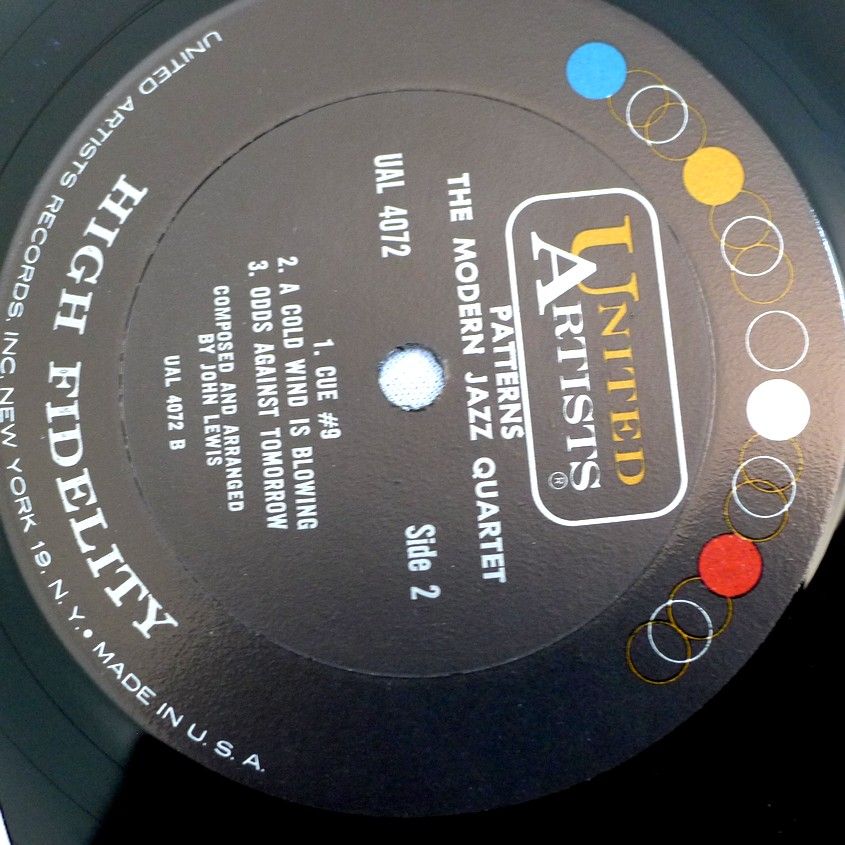 UNITED
ARTISTS ®
PATTERNS
THE MODERN JAZZ QUARTET
UAL 4072
Side 2
1. CUE #9
2. A COLD WIND IS BLOWING
3. ODDS AGAINST TOMORROW
COMPOSED AND ARRANGED
BY JOHN LEWIS
UAL 4072 B
HIGH FIDELITY
UNITED ARTISTS RECORDS, INC. NEW YORK 19, N. Y. • MADE IN U. S. A.